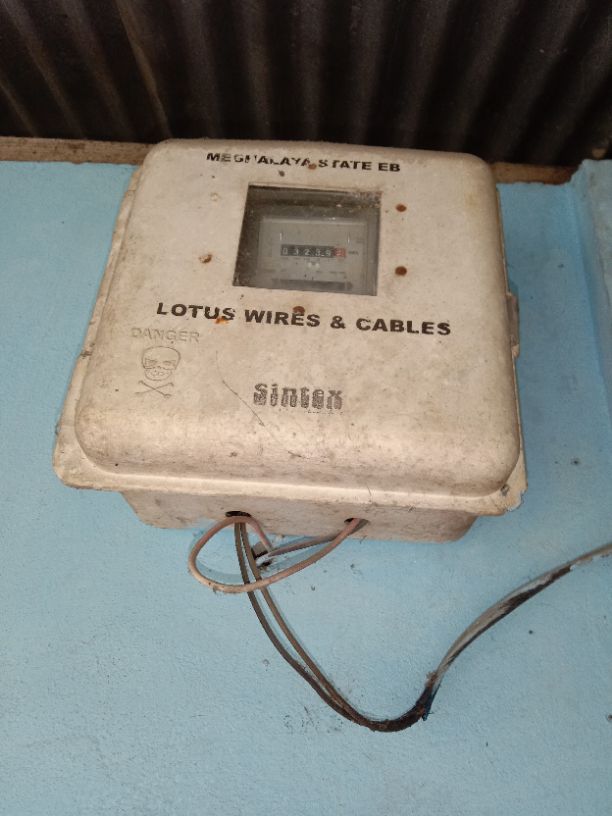 MEGHALAYA STATE EB
LOTUS WIRES & CABLES
DANGER
Sintex